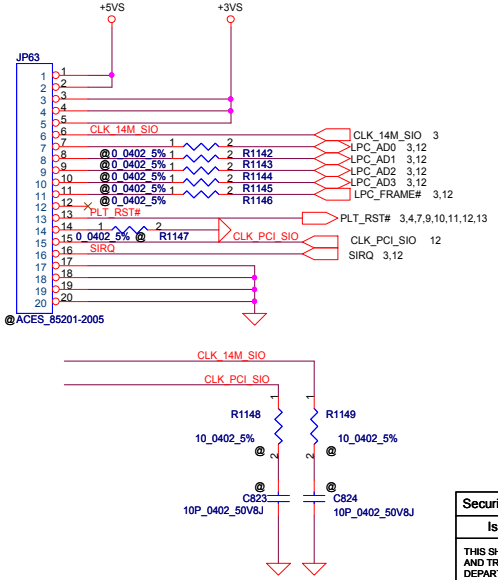 +5VS
+3VS
JP63
1 1
2 2
3 3
4 4
5 5
6 6 CLK_14M_SIO CLK_14M_SIO 3
7 7 1 2 LPC_AD0 3,12
8 8 @ 0_0402_5% 1 2 R1142 LPC_AD1 3,12
9 9 @ 0_0402_5% 1 2 R1143 LPC_AD2 3,12
10 10 @ 0_0402_5% 1 2 R1144 LPC_AD3 3,12
11 11 @ 0_0402_5% 1 2 R1145 LPC_FRAME# 3,12
12 12 @ 0_0402_5% R1146
13 13 PLT_RST# PLT_RST# 3,4,7,9,10,11,12,13
14 14 1 2
15 15 0_0402_5% @ R1147 CLK_PCI_SIO CLK_PCI_SIO 12
16 16 SIRQ SIRQ 3,12
17 17
18 18
19 19
20 20
@ ACES_85201-2005
CLK_14M_SIO
CLK_PCI_SIO
1 1
R1148 R1149
10_0402_5% 10_0402_5%
@ 2 @ 2
@ @
C823 C824
10P_0402_50V8J 10P_0402_50V8J
Securi
Is
THIS SH
AND TR
DEPAR